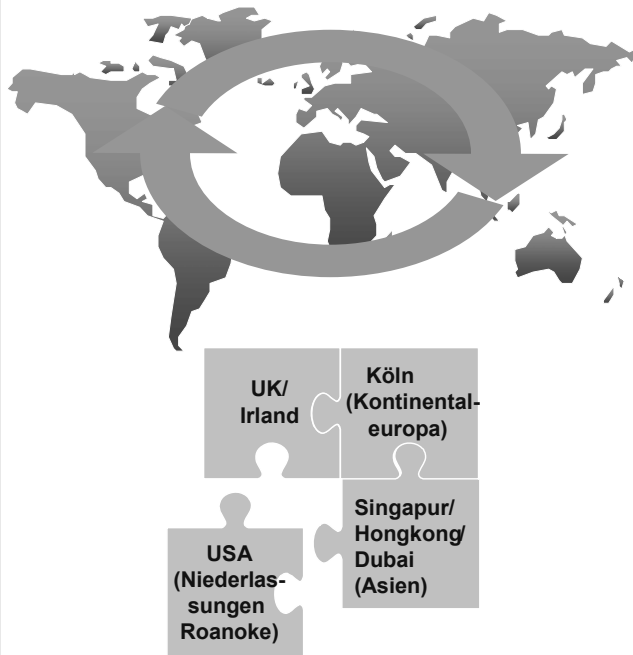 UK/
Irland
Köln
(Kontinental-
europa)
Singapur/
Hongkong/
Dubai
(Asien)
USA
(Niederlas-
sungen
Roanoke)